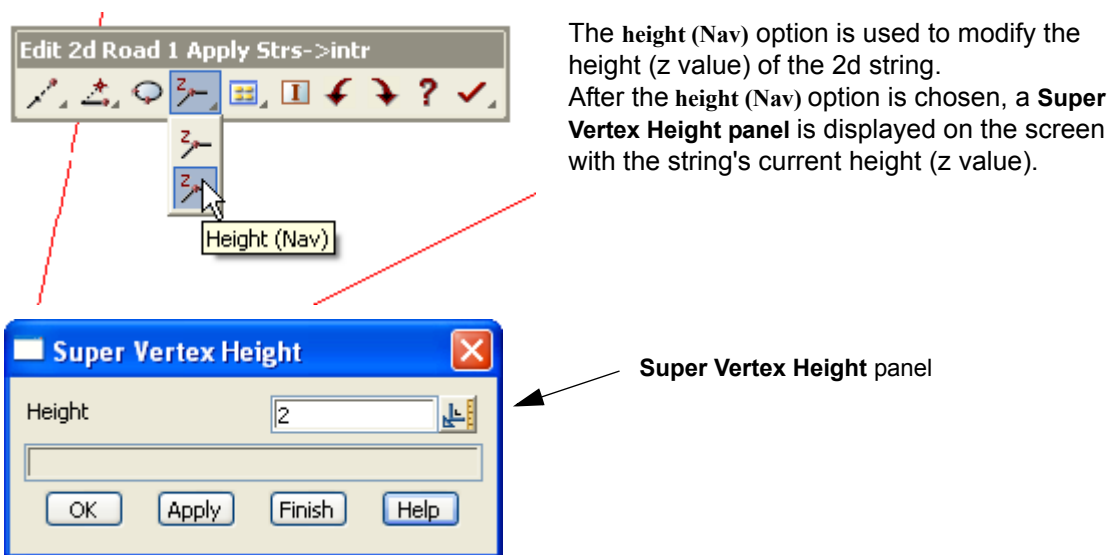 Edit 2d Road 1 Apply Strs->intr
Height (Nav)
The height (Nav) option is used to modify the
height (z value) of the 2d string.
After the height (Nav) option is chosen, a Super
Vertex Height panel is displayed on the screen
with the string's current height (z value).
Super Vertex Height
Height 2
OK Apply Finish Help
Super Vertex Height panel